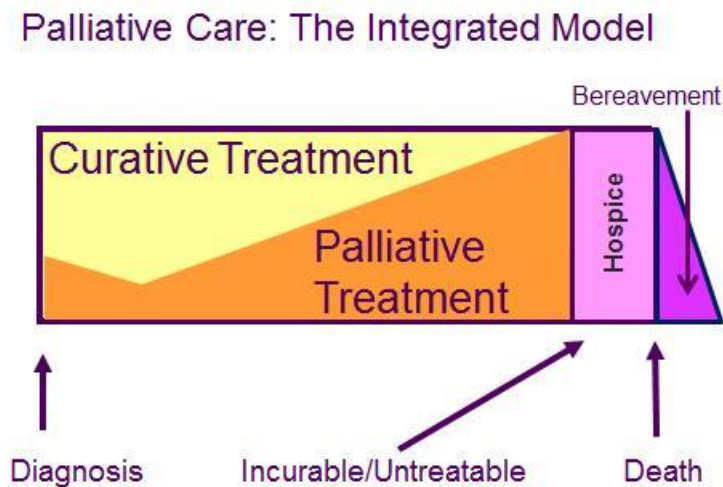 Palliative Care: The Integrated Model
Bereavement
Curative Treatment
Palliative
Treatment
Hospice
Diagnosis
Incurable/Untreatable
Death